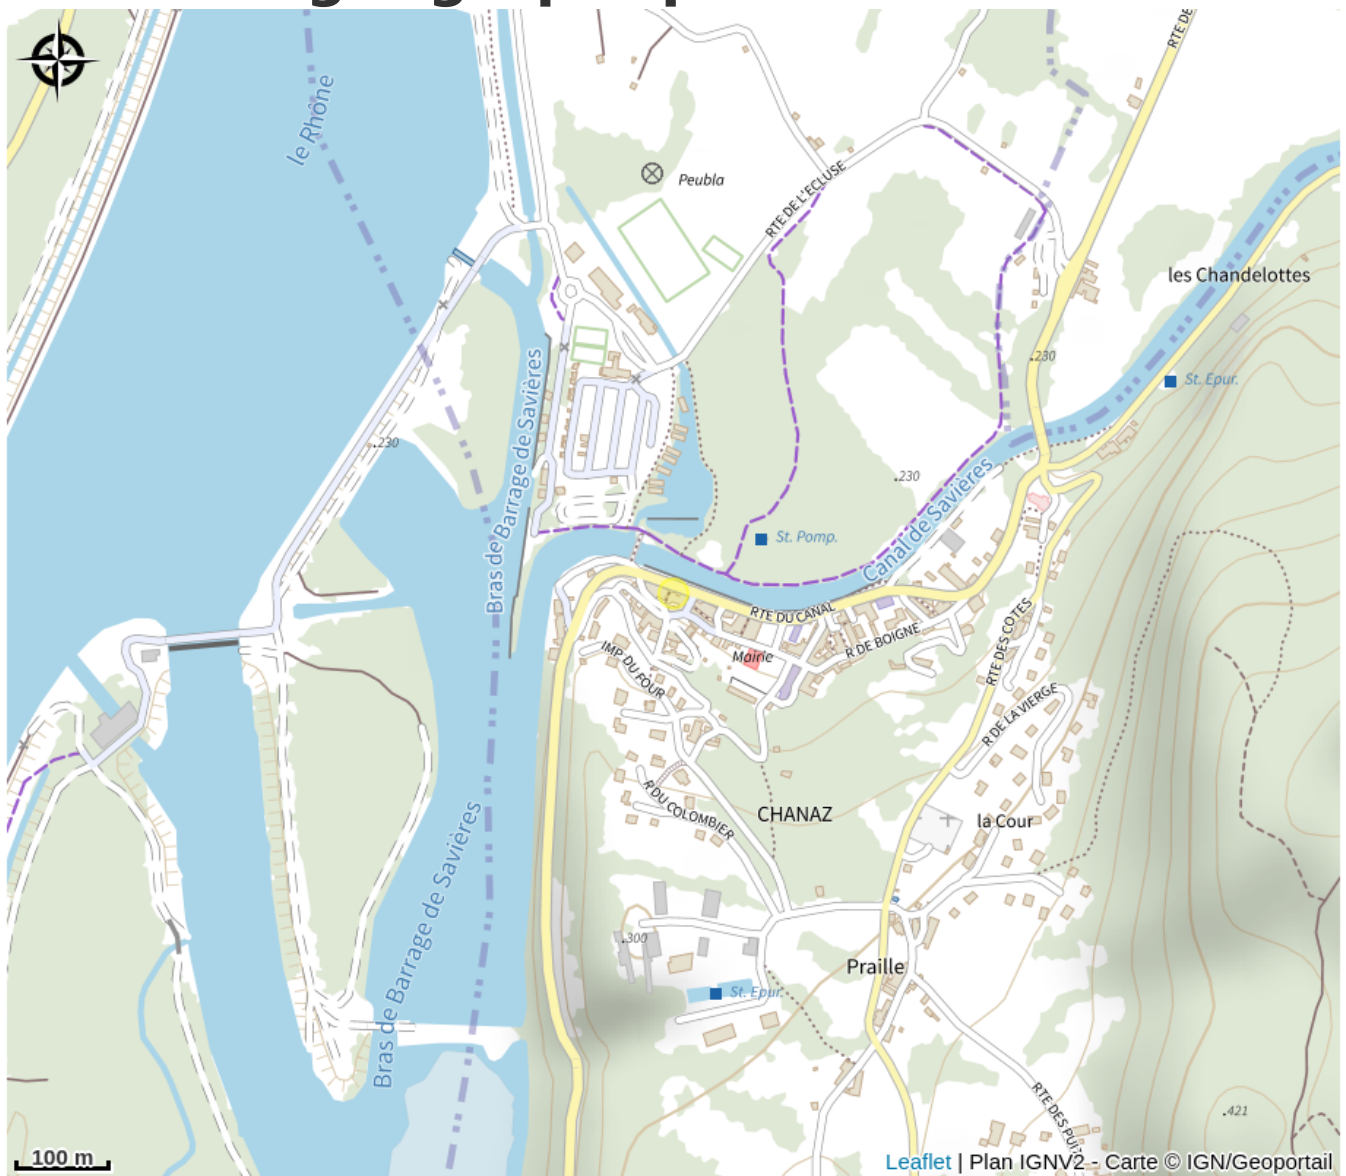 RTE DE
le Rhône
Peubla
RTE DE L'ECLUSE
les Chandelottes
230
St. Epur.
Bras de Barrage de Savières
230
230
Canal de Savières
St. Pomp.
RTE DU CANAL
Mairie
R DE BOIGNE
IMP DU FOUR
RTE DES COTES
R DE LA VIERGE
R DU COLOMBIER
CHANAZ
la Cour
Bras de Barrage de Savières
300
Praille
St. Epur.
RTE DES PUITS
421
100 m
Leaflet | Plan IGNV2 - Carte © IGN/Geoportail